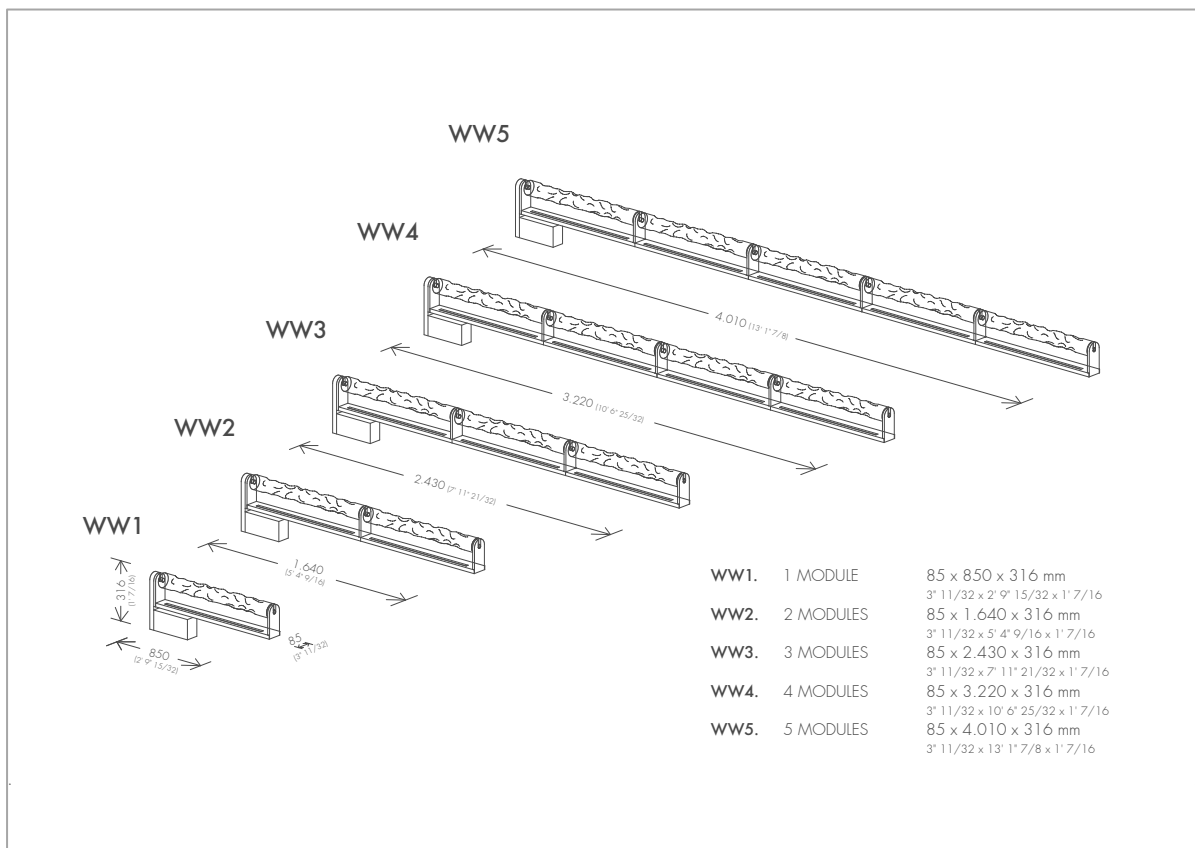 WW5
WW4
4.010 (13' 1" 7/8)
WW3
3.220 (10' 6" 25/32)
WW2
2.430 (7' 11" 21/32)
WW1
1.640
(5' 4" 9/16)
316
(1' 7/16)
850
(2' 9" 15/32)
85
(3" 11/32)
WW1. 1 MODULE 85 x 850 x 316 mm
3" 11/32 x 2' 9" 15/32 x 1' 7/16
WW2. 2 MODULES 85 x 1.640 x 316 mm
3" 11/32 x 5' 4" 9/16 x 1' 7/16
WW3. 3 MODULES 85 x 2.430 x 316 mm
3" 11/32 x 7' 11" 21/32 x 1' 7/16
WW4. 4 MODULES 85 x 3.220 x 316 mm
3" 11/32 x 10' 6" 25/32 x 1' 7/16
WW5. 5 MODULES 85 x 4.010 x 316 mm
3" 11/32 x 13' 1" 7/8 x 1' 7/16